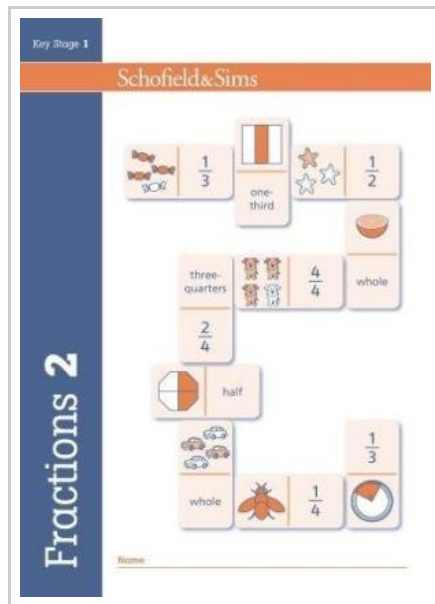 Key Stage 1
Schofield&Sims
1/3
one-
third
1/2
three-
quarters
4/4
whole
2/4
half
1/3
whole
1/4
Fractions 2
Name